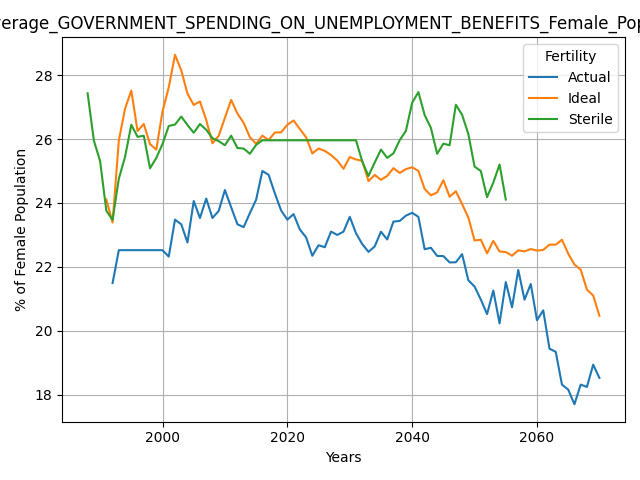 verage_GOVERNMENT_SPENDING_ON_UNEMPLOYMENT_BENEFITS_Female_Pop
Fertility
Actual
Ideal
Sterile
% of Female Population
28
26
24
22
20
18
2000
2020
2040
2060
Years